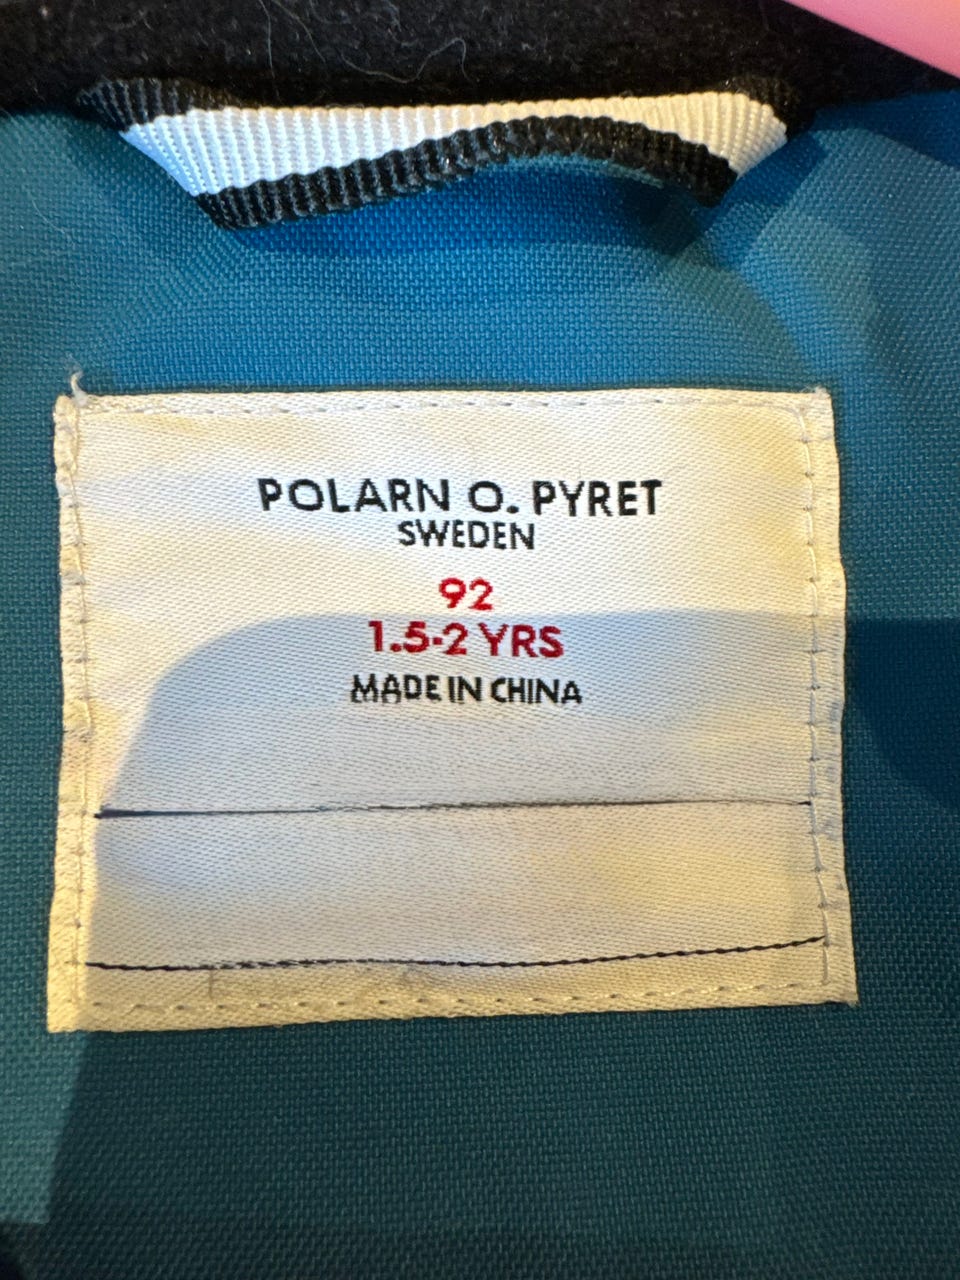 POLARN O. PYRET
SWEDEN
92
1.5-2 YRS
MADE IN CHINA